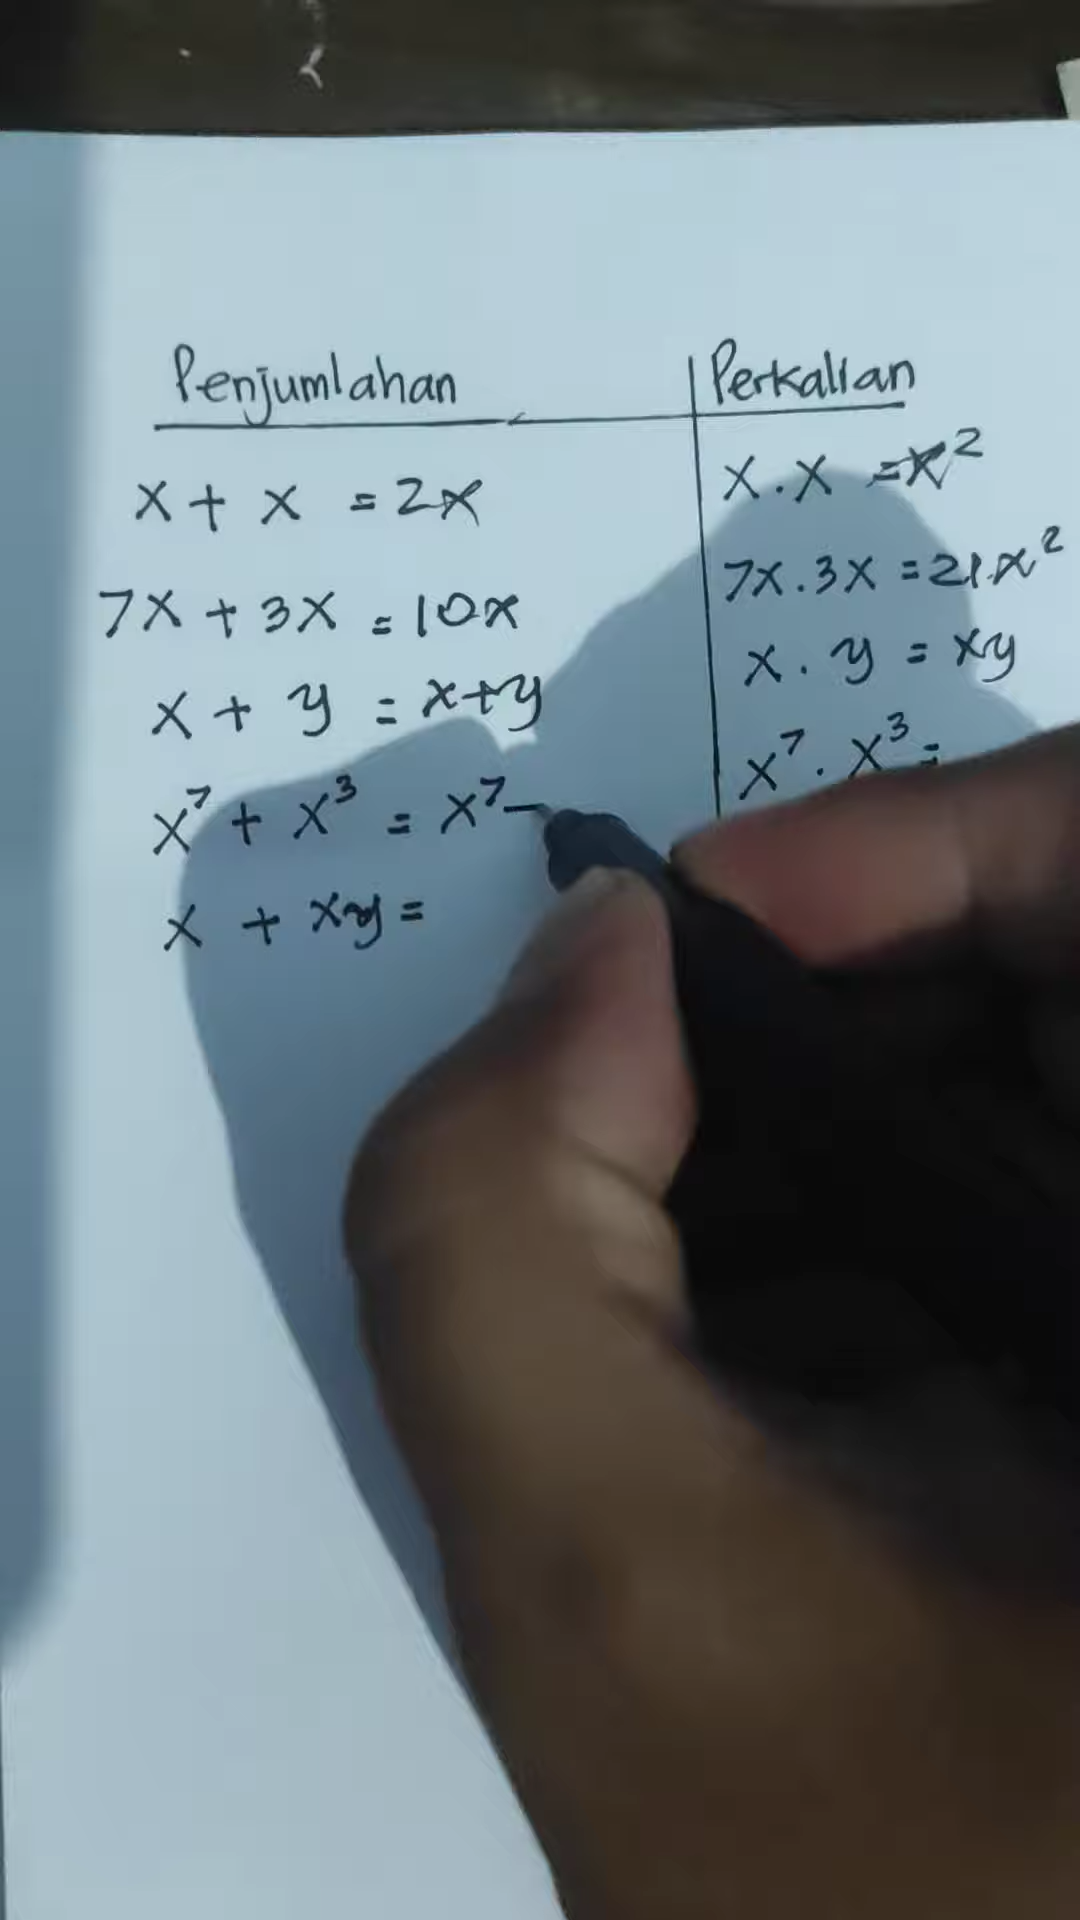 Penjumlahan
x + x = 2x
7x + 3x = 10x
x + y = x+y
x⁷ + x³ = x⁷-
x + xy =
Perkalian
x . x = x²
7x . 3x = 21x²
x . y = xy
x⁷ . x³ =